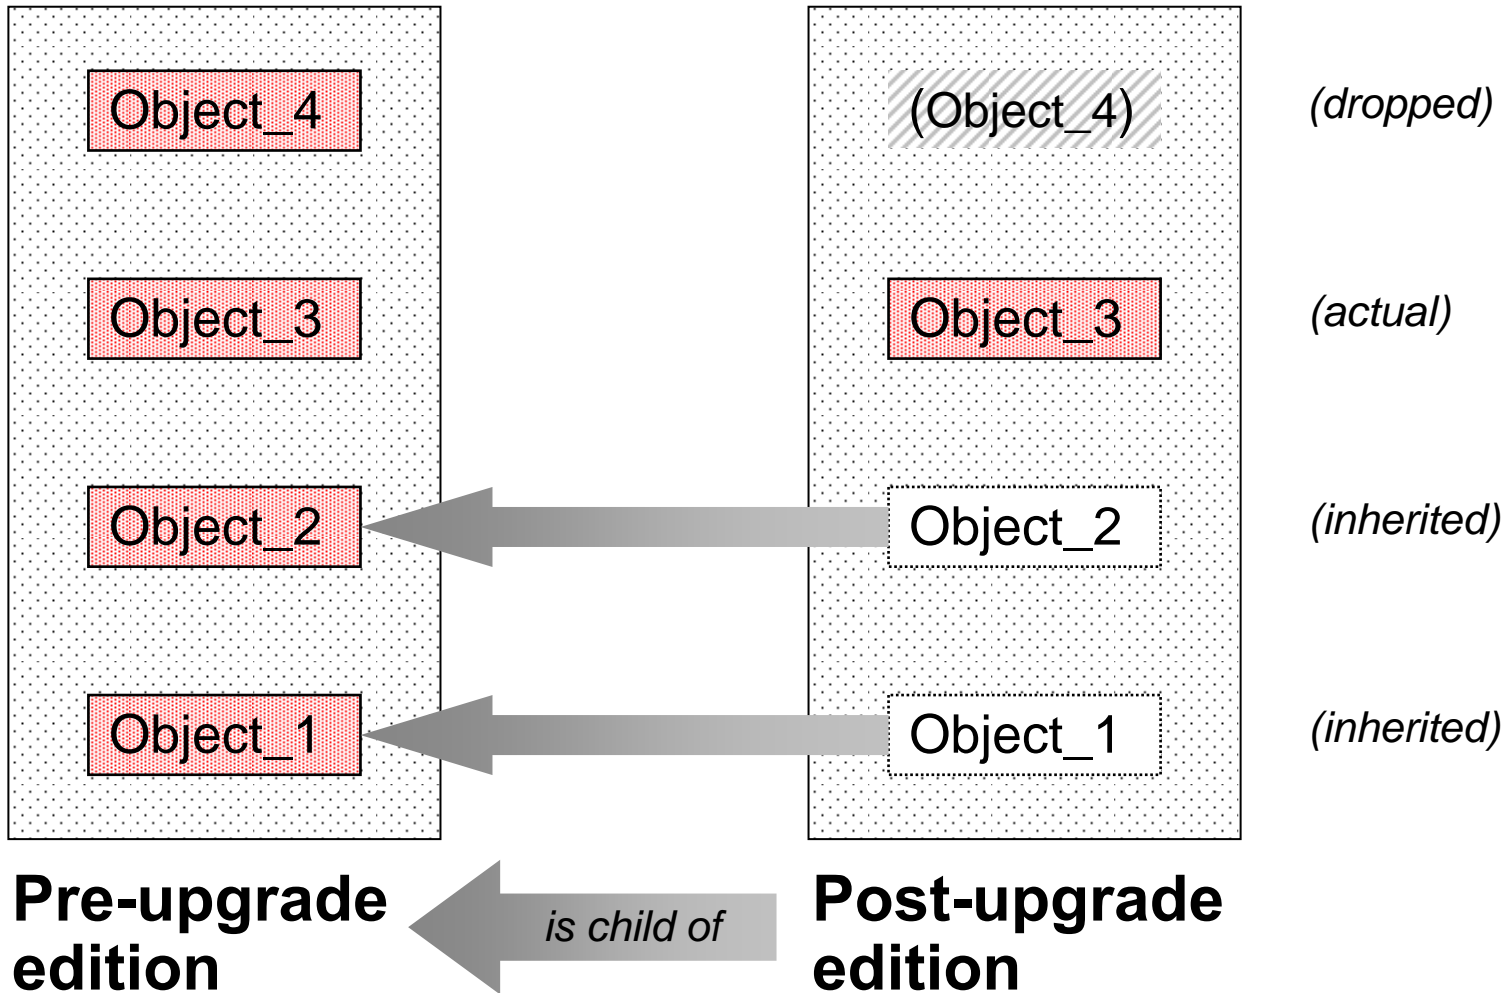 Object_4
(Object_4)
(dropped)
Object_3
Object_3
(actual)
Object_2
Object_2
(inherited)
Object_1
Object_1
(inherited)
Pre-upgrade
edition
is child of
Post-upgrade
edition